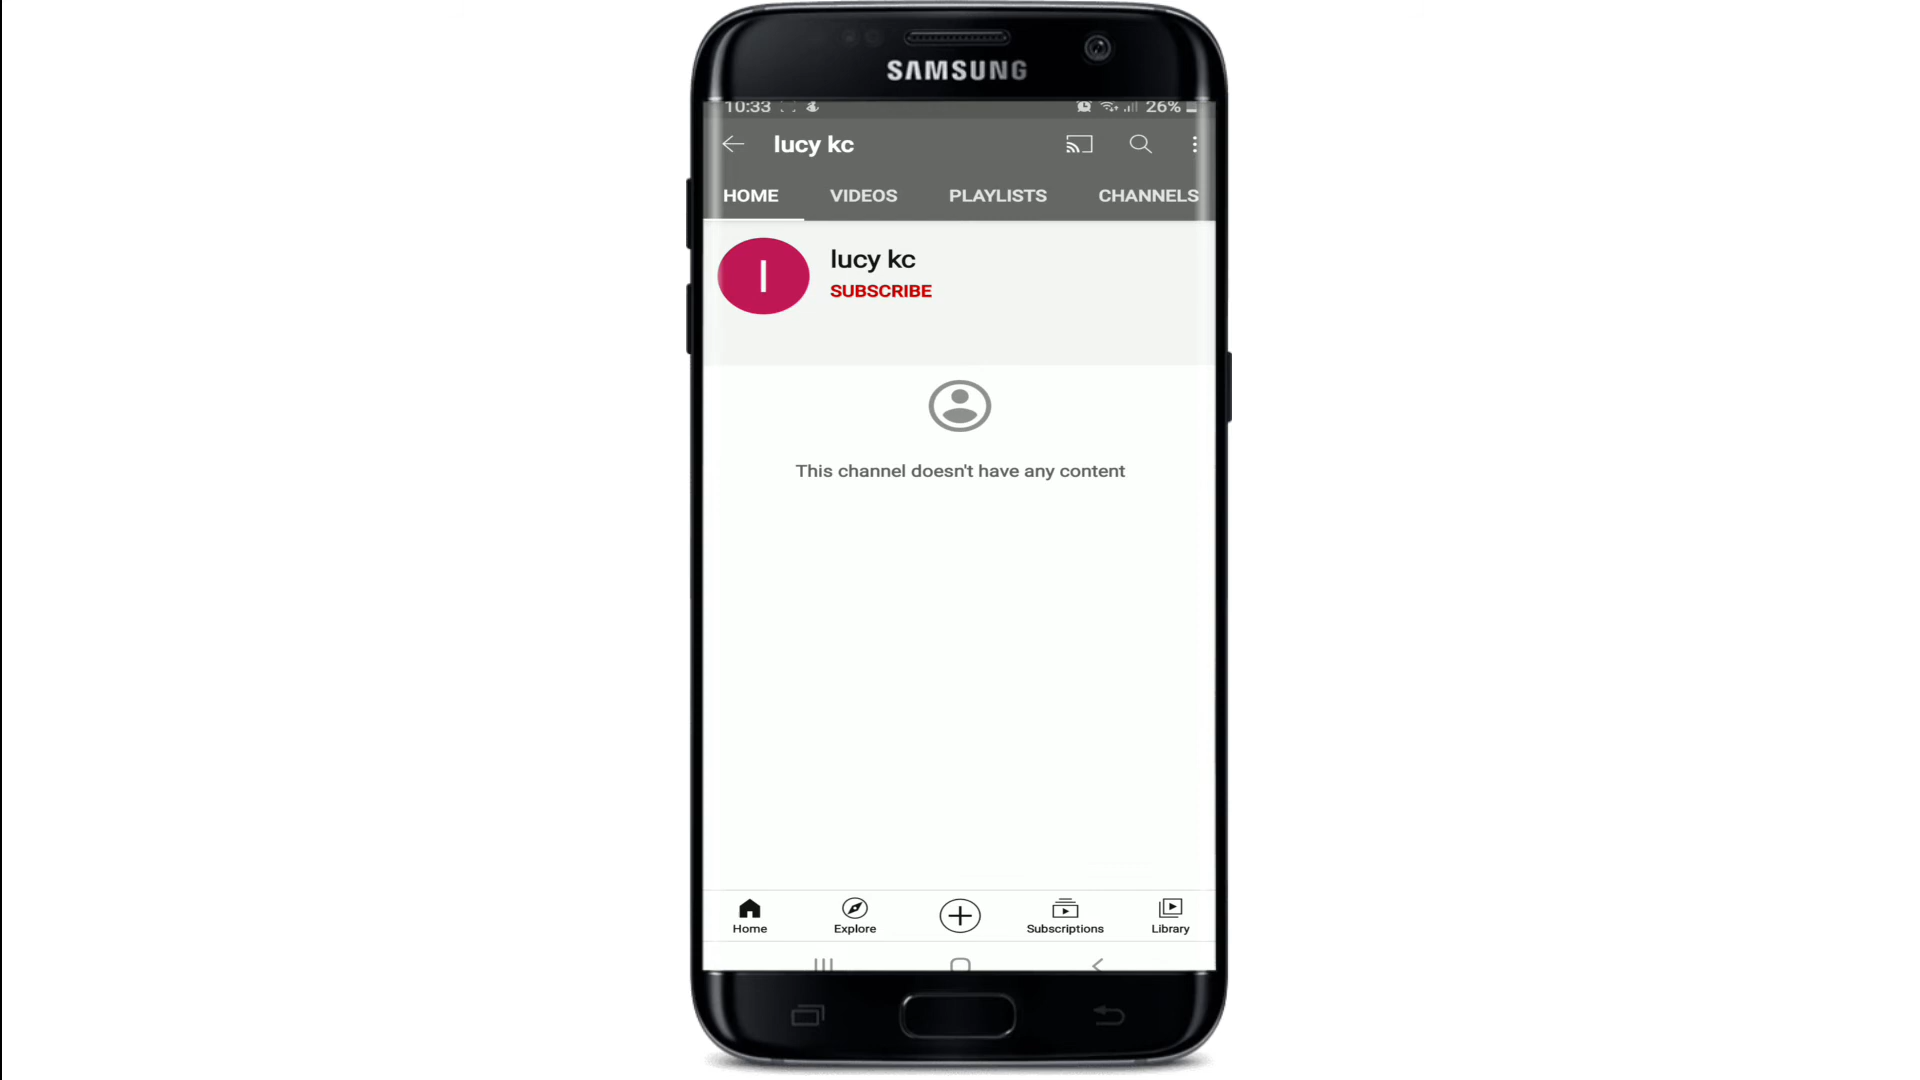 SAMSUNG
10:33 26%
lucy kc
HOME VIDEOS PLAYLISTS CHANNELS
l
lucy kc
SUBSCRIBE
This channel doesn't have any content
Home Explore Subscriptions Library